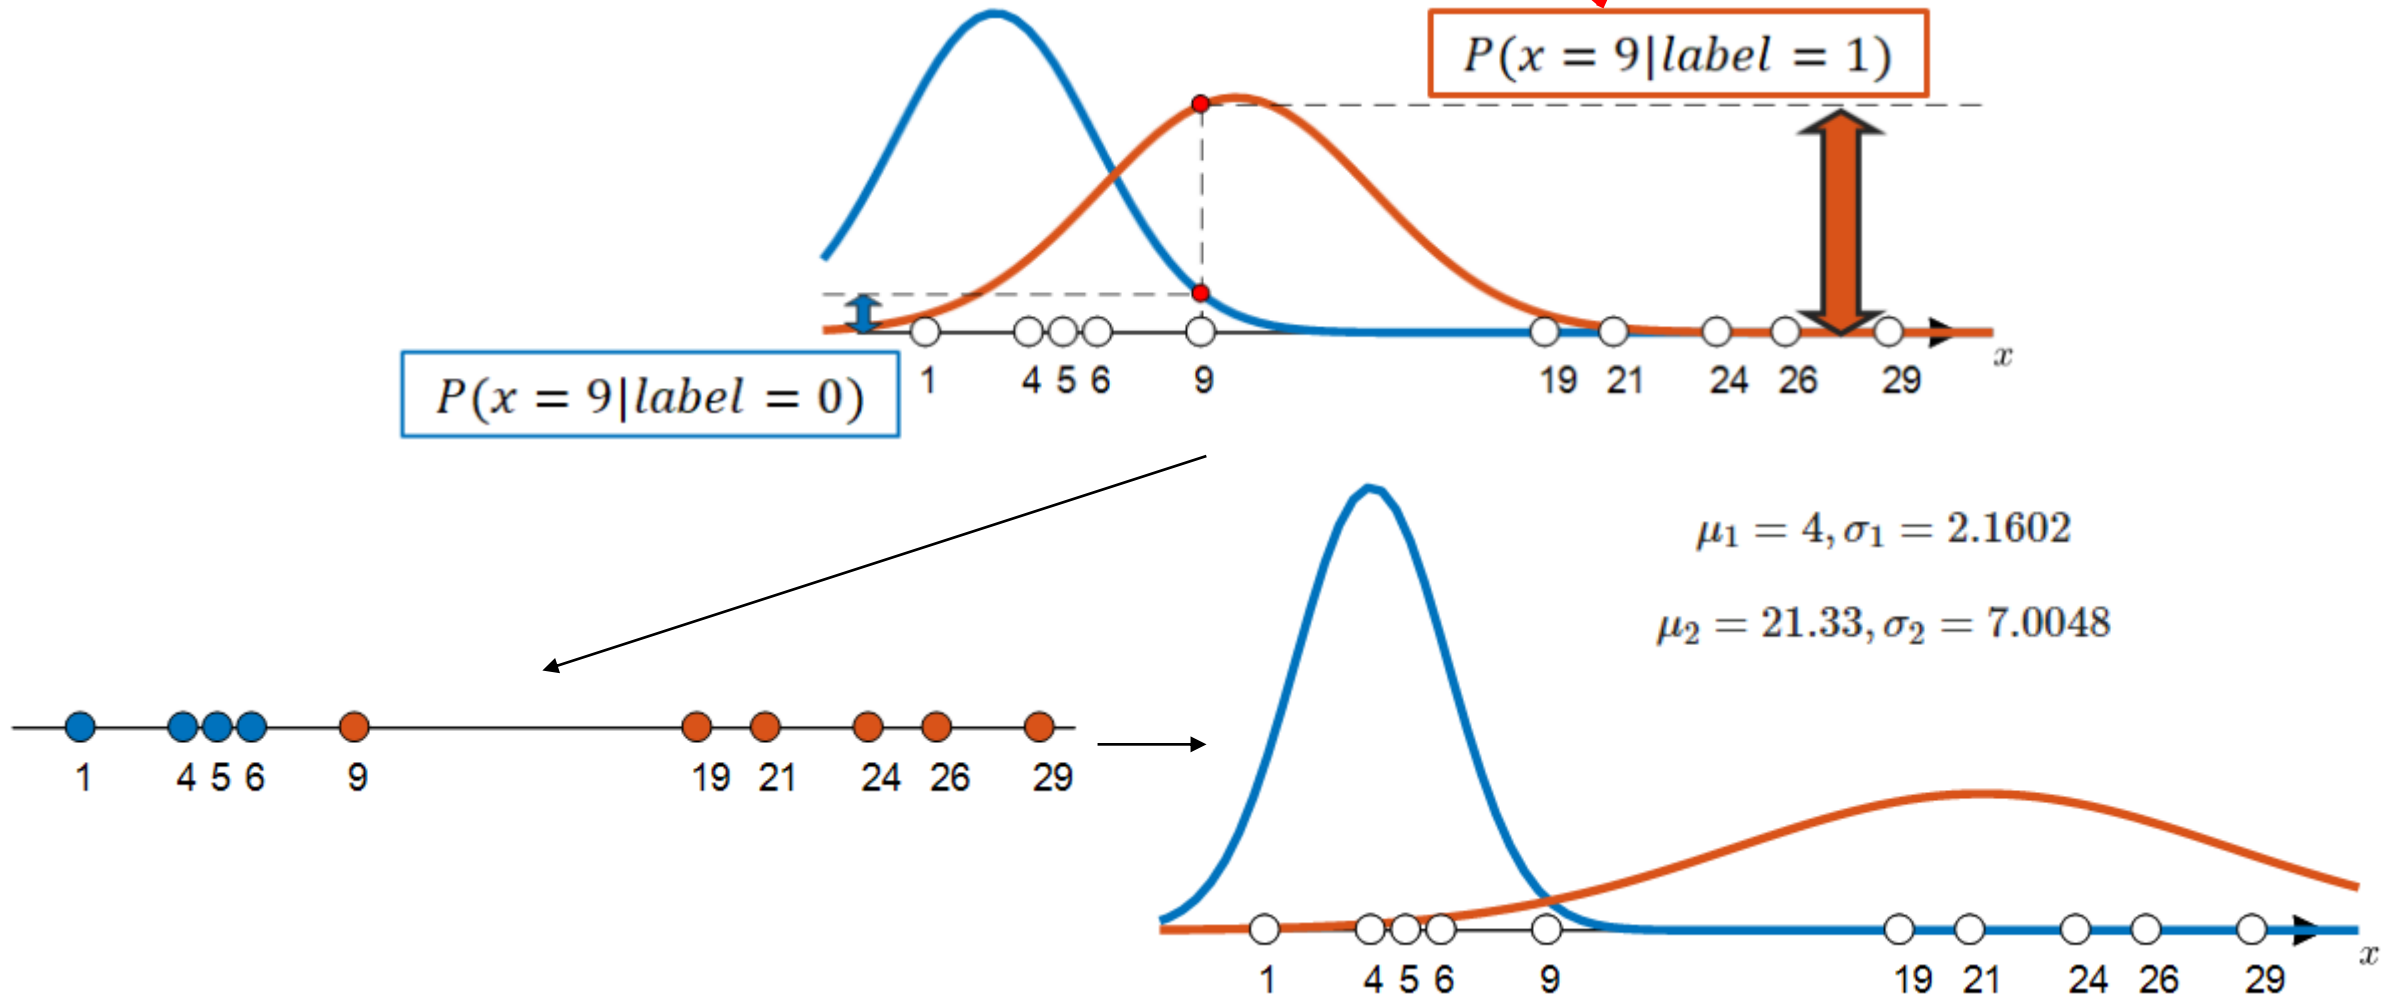 P(x = 9|label = 1)
x
1 4 5 6 9 19 21 24 26 29
P(x = 9|label = 0)
μ₁ = 4, σ₁ = 2.1602
μ₂ = 21.33, σ₂ = 7.0048
1 4 5 6 9 19 21 24 26 29
x
1 4 5 6 9 19 21 24 26 29